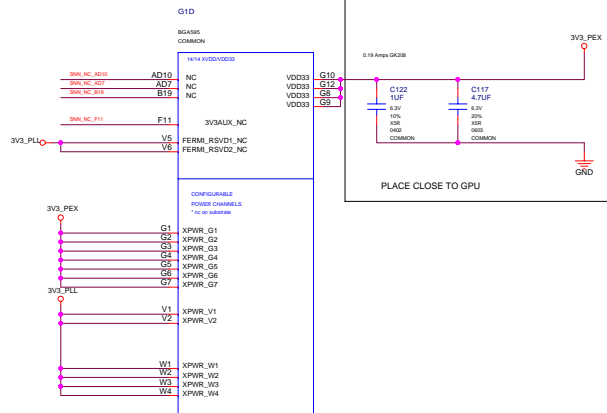 G1D
BGA595
COMMON
14/14 XVDD/VDD33
SNN_NC_AD10 AD10 NC
SNN_NC_AD7 AD7 NC
SNN_NC_B19 B19 NC
VDD33 G10
VDD33 G12
VDD33 G8
VDD33 G9
SNN_NC_F11 F11 3V3AUX_NC
3V3_PLL V5 FERMI_RSVD1_NC
V6 FERMI_RSVD2_NC
0.19 Amps GK208
3V3_PEX
C122
1UF
6.3V
10%
X5R
0402
COMMON
C117
4.7UF
6.3V
20%
X5R
0603
COMMON
GND
PLACE CLOSE TO GPU
CONFIGURABLE
POWER CHANNELS
* nc on substrate
3V3_PEX
G1 XPWR_G1
G2 XPWR_G2
G3 XPWR_G3
G4 XPWR_G4
G5 XPWR_G5
G6 XPWR_G6
G7 XPWR_G7
3V3_PLL
V1 XPWR_V1
V2 XPWR_V2
W1 XPWR_W1
W2 XPWR_W2
W3 XPWR_W3
W4 XPWR_W4